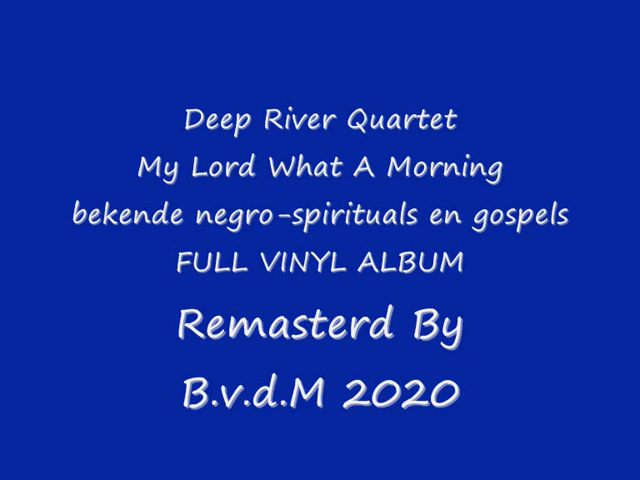 Deep River Quartet
My Lord What A Morning
bekende negro-spirituals en gospels
FULL VINYL ALBUM
Remasterd By
B.v.d.M 2020